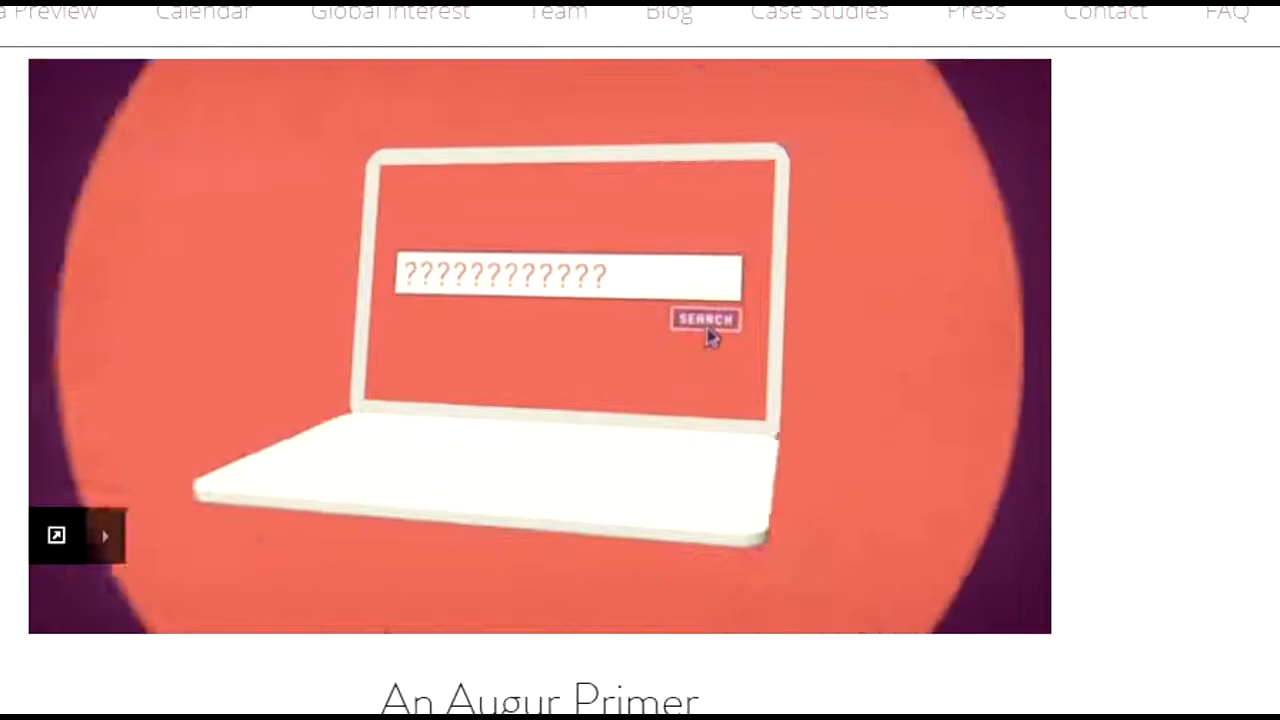 a Preview Calendar Global Interest Team Blog Case Studies Press Contact FAQ
????????????
SEARCH
An Augur Primer